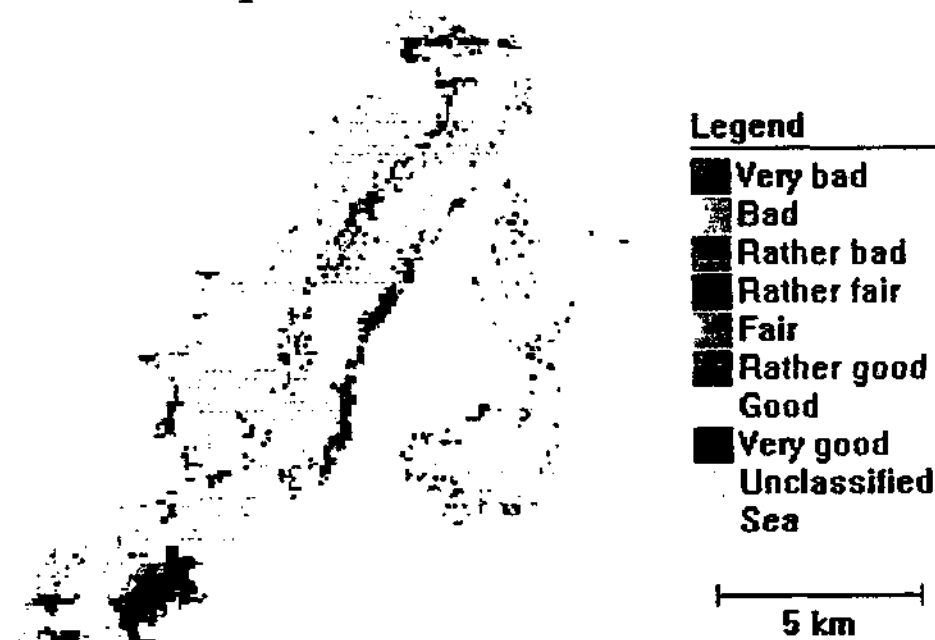 Legend
Very bad
Bad
Rather bad
Rather fair
Fair
Rather good
Good
Very good
Unclassified
Sea
5 km